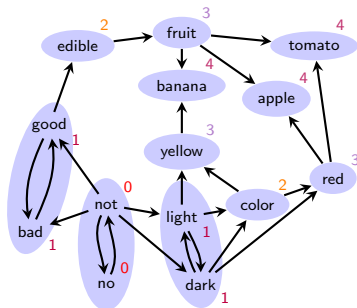 3
2
fruit
4
edible
tomato
4
banana
4
apple
good
1
3
yellow
3
red
0
2
not
light
color
1
bad
1
0
no
dark
1